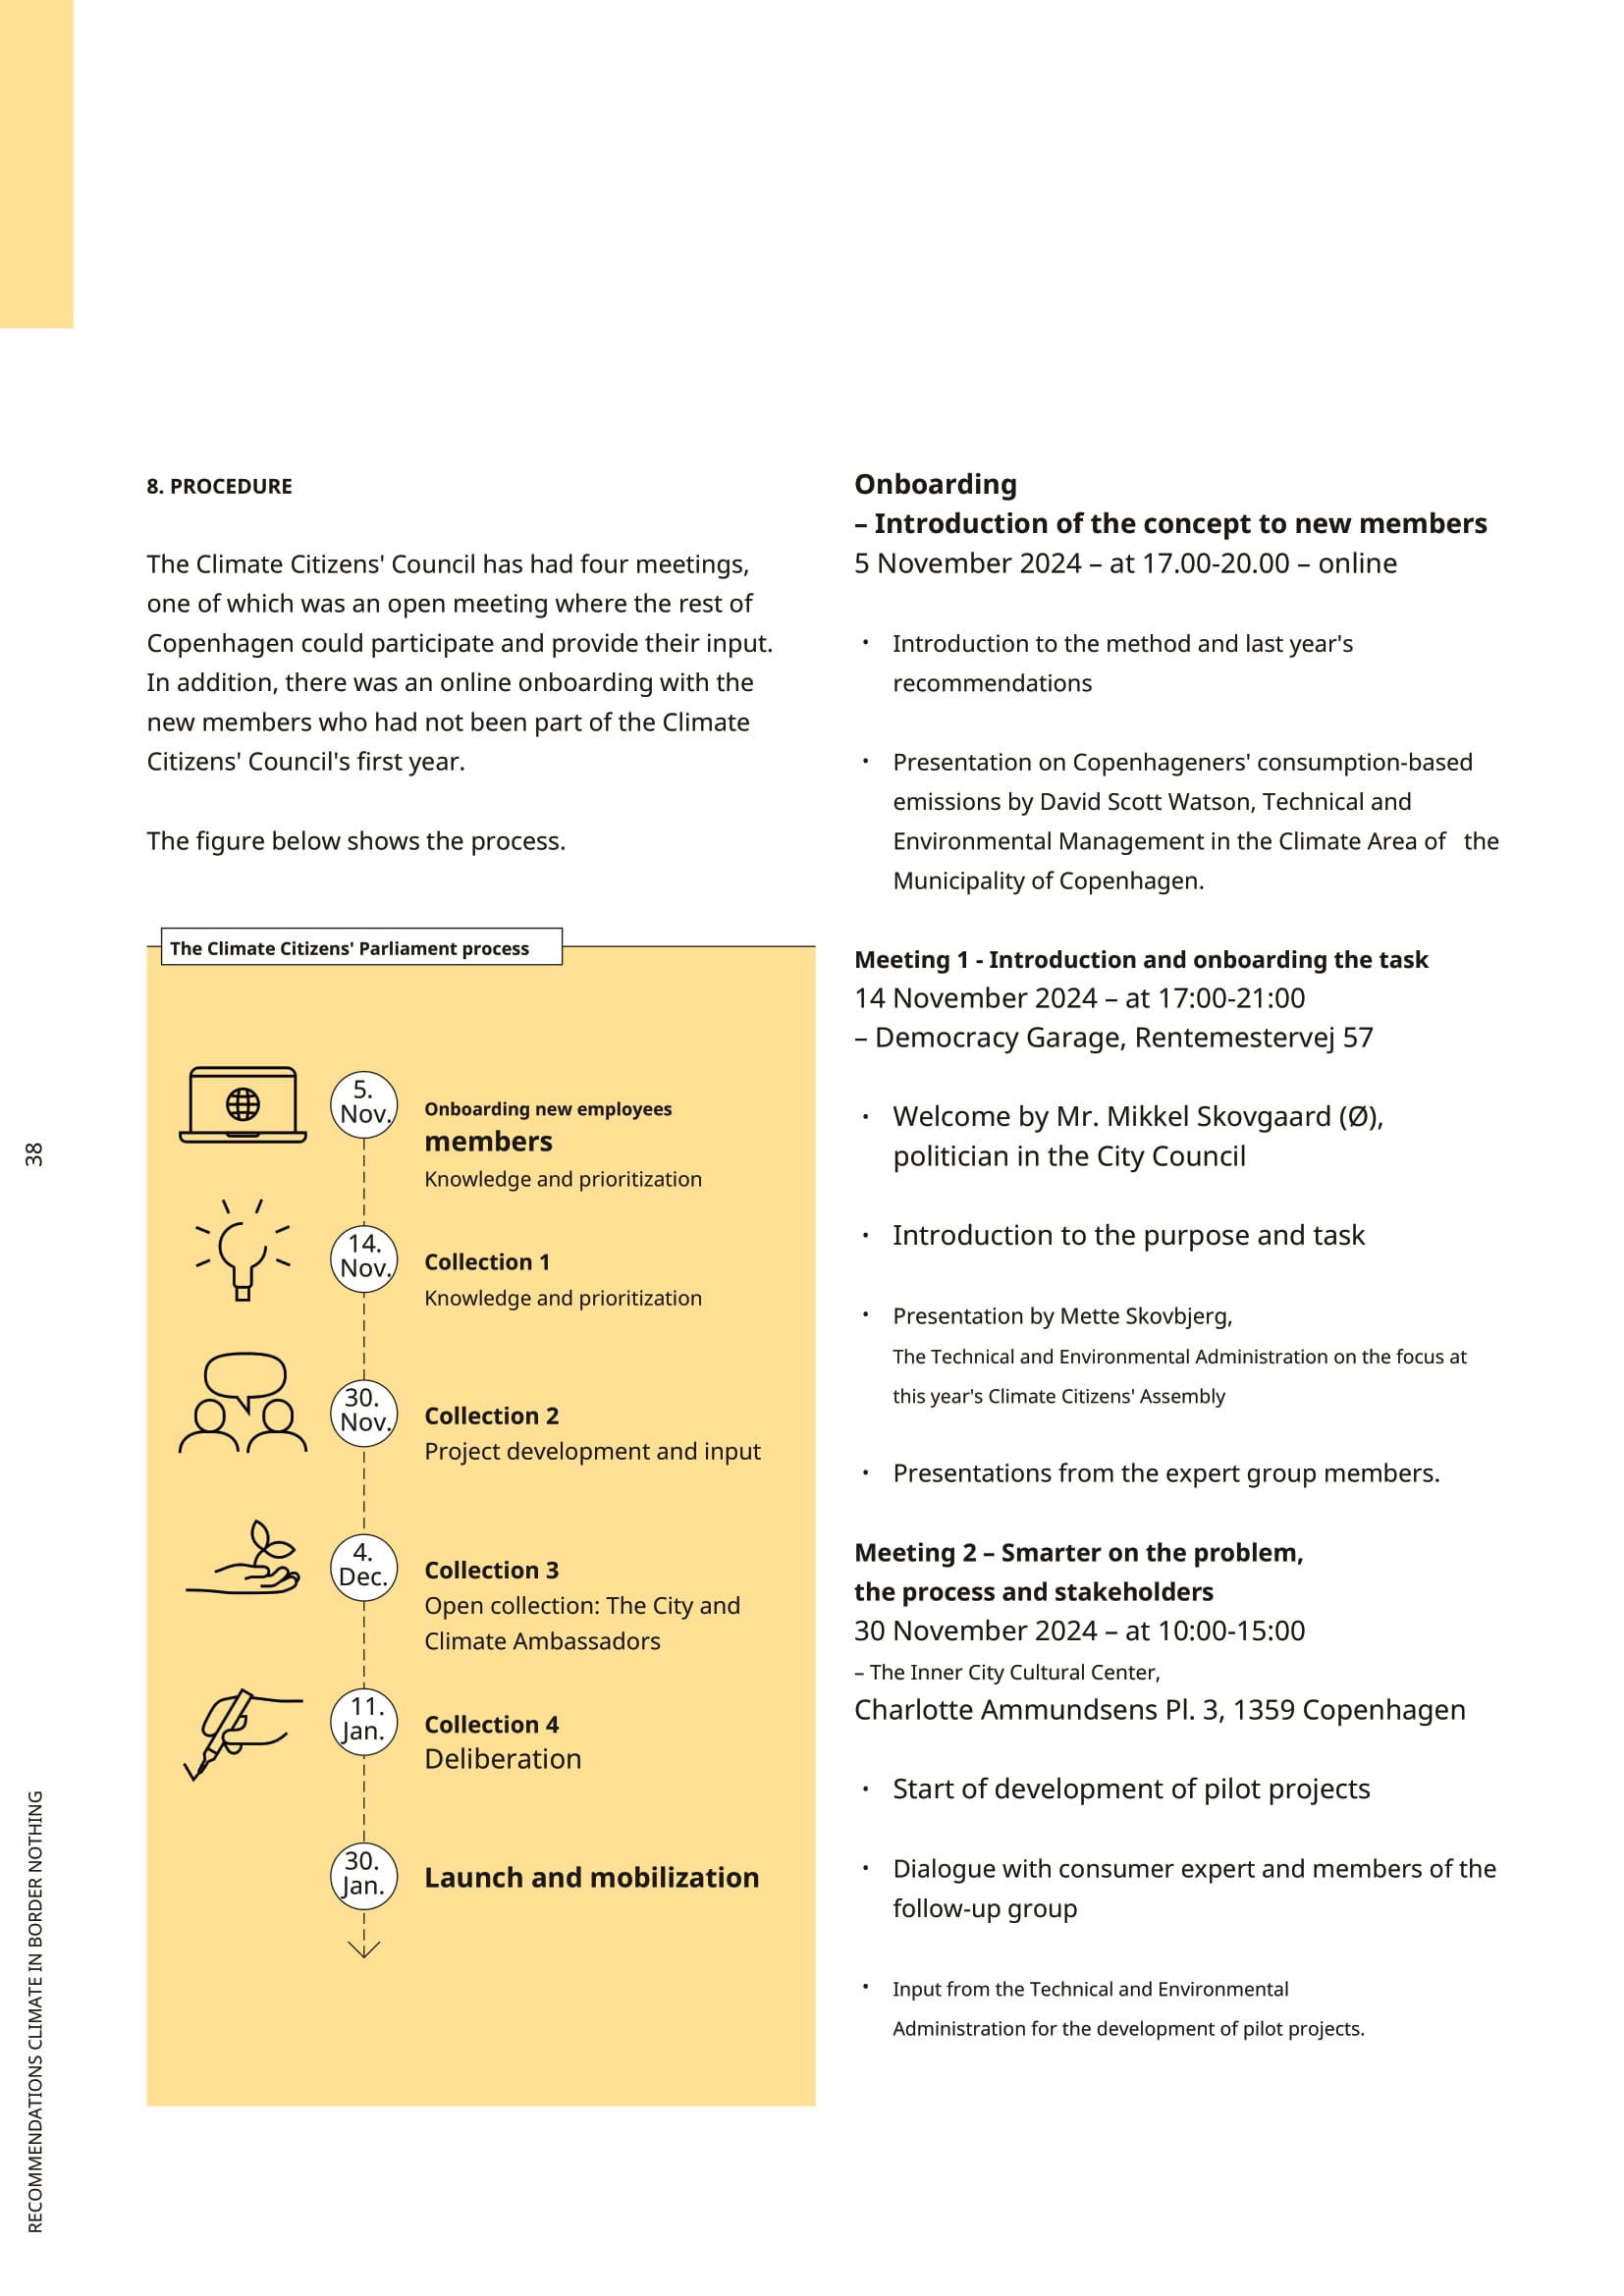 8. PROCEDURE
The Climate Citizens' Council has had four meetings,
one of which was an open meeting where the rest of
Copenhagen could participate and provide their input.
In addition, there was an online onboarding with the
new members who had not been part of the Climate
Citizens' Council's first year.
The figure below shows the process.
The Climate Citizens' Parliament process
5.
Nov.
Onboarding new employees
members
Knowledge and prioritization
14.
Nov.
Collection 1
Knowledge and prioritization
30.
Nov.
Collection 2
Project development and input
4.
Dec.
Collection 3
Open collection: The City and
Climate Ambassadors
11.
Jan.
Collection 4
Deliberation
30.
Jan.
Launch and mobilization
Onboarding
– Introduction of the concept to new members
5 November 2024 – at 17.00-20.00 – online
• Introduction to the method and last year's
recommendations
• Presentation on Copenhageners' consumption-based
emissions by David Scott Watson, Technical and
Environmental Management in the Climate Area of the
Municipality of Copenhagen.
Meeting 1 - Introduction and onboarding the task
14 November 2024 – at 17:00-21:00
– Democracy Garage, Rentemestervej 57
• Welcome by Mr. Mikkel Skovgaard (Ø),
politician in the City Council
• Introduction to the purpose and task
• Presentation by Mette Skovbjerg,
The Technical and Environmental Administration on the focus at
this year's Climate Citizens' Assembly
• Presentations from the expert group members.
Meeting 2 – Smarter on the problem,
the process and stakeholders
30 November 2024 – at 10:00-15:00
– The Inner City Cultural Center,
Charlotte Ammundsens Pl. 3, 1359 Copenhagen
• Start of development of pilot projects
• Dialogue with consumer expert and members of the
follow-up group
• Input from the Technical and Environmental
Administration for the development of pilot projects.
38
RECOMMENDATIONS CLIMATE IN BORDER NOTHING